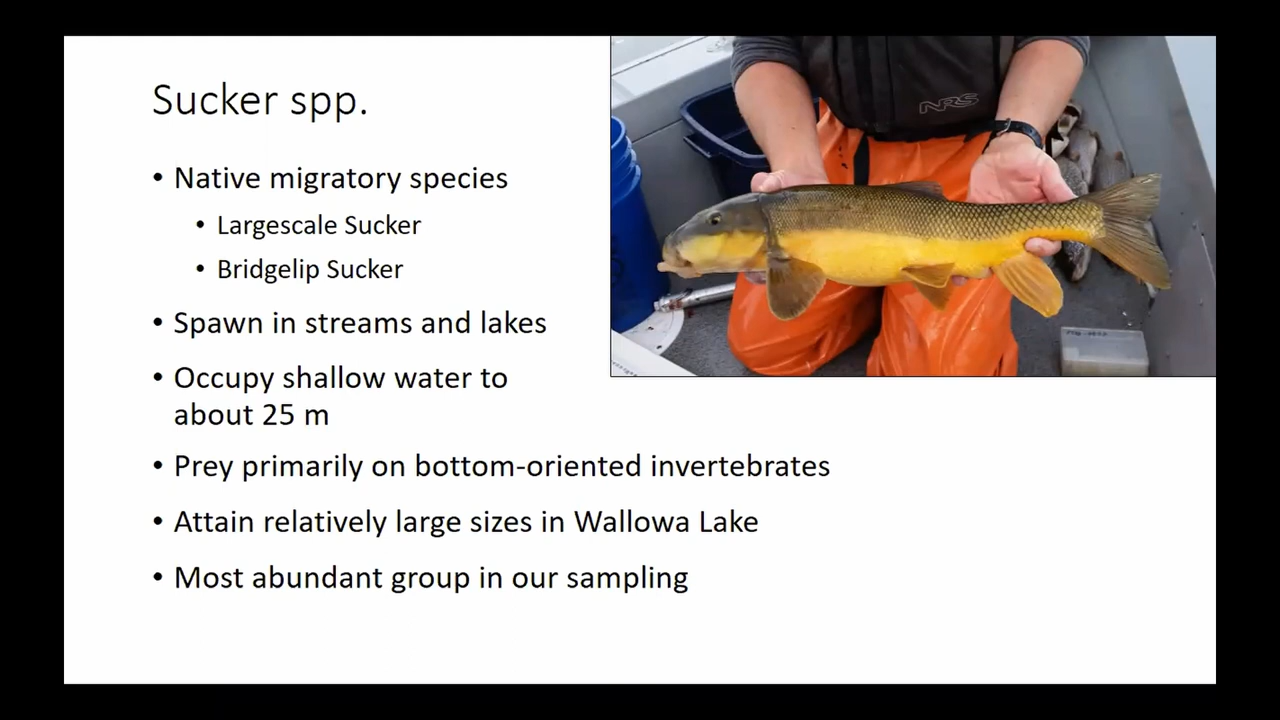 Sucker spp.
• Native migratory species
• Largescale Sucker
• Bridgelip Sucker
• Spawn in streams and lakes
• Occupy shallow water to
about 25 m
• Prey primarily on bottom-oriented invertebrates
• Attain relatively large sizes in Wallowa Lake
• Most abundant group in our sampling
NRS